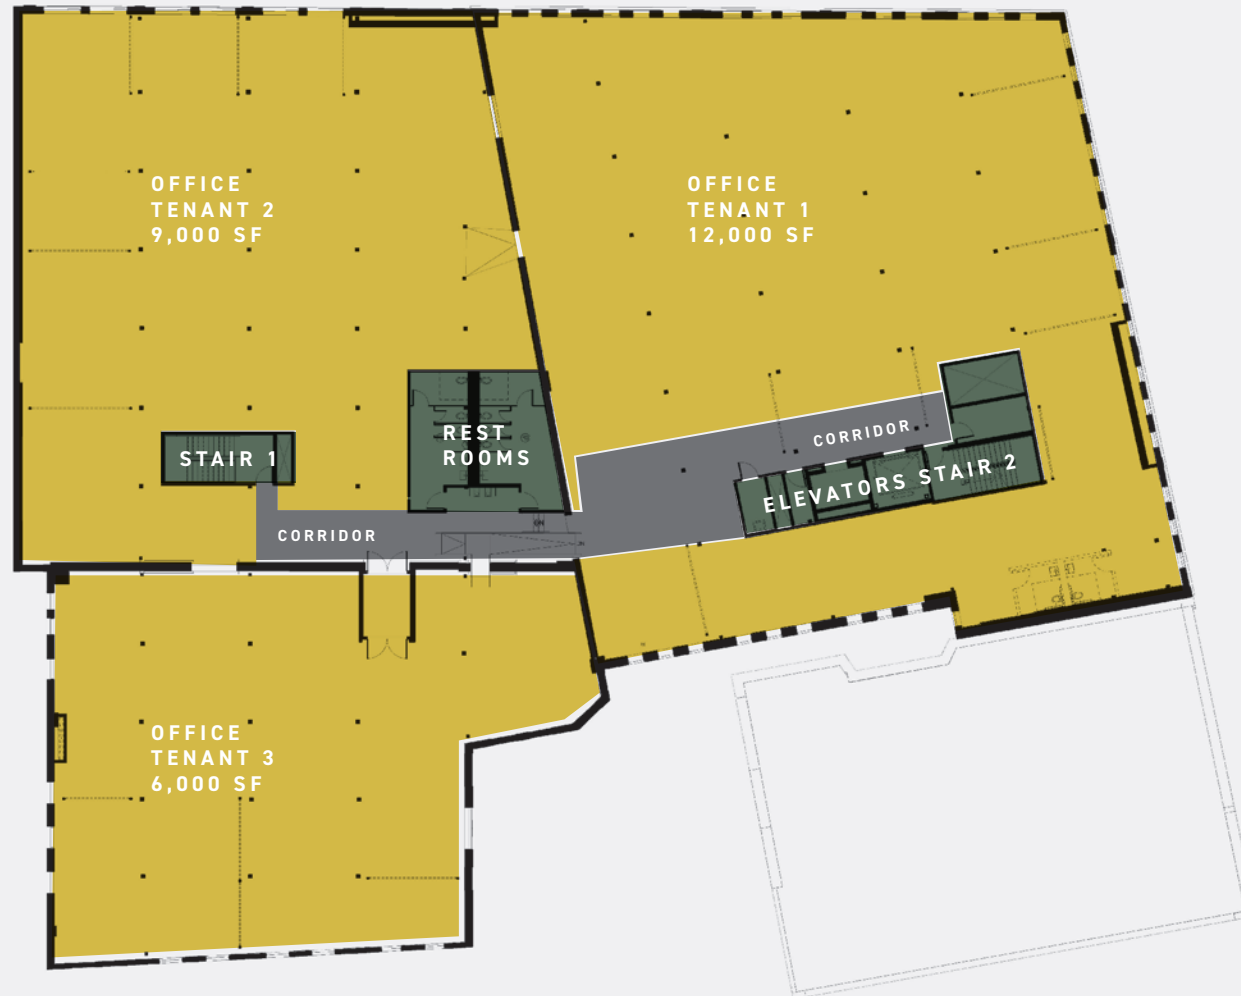 OFFICE
TENANT 2
9,000 SF
OFFICE
TENANT 1
12,000 SF
STAIR 1
REST
ROOMS
CORRIDOR
ELEVATORS STAIR 2
CORRIDOR
OFFICE
TENANT 3
6,000 SF